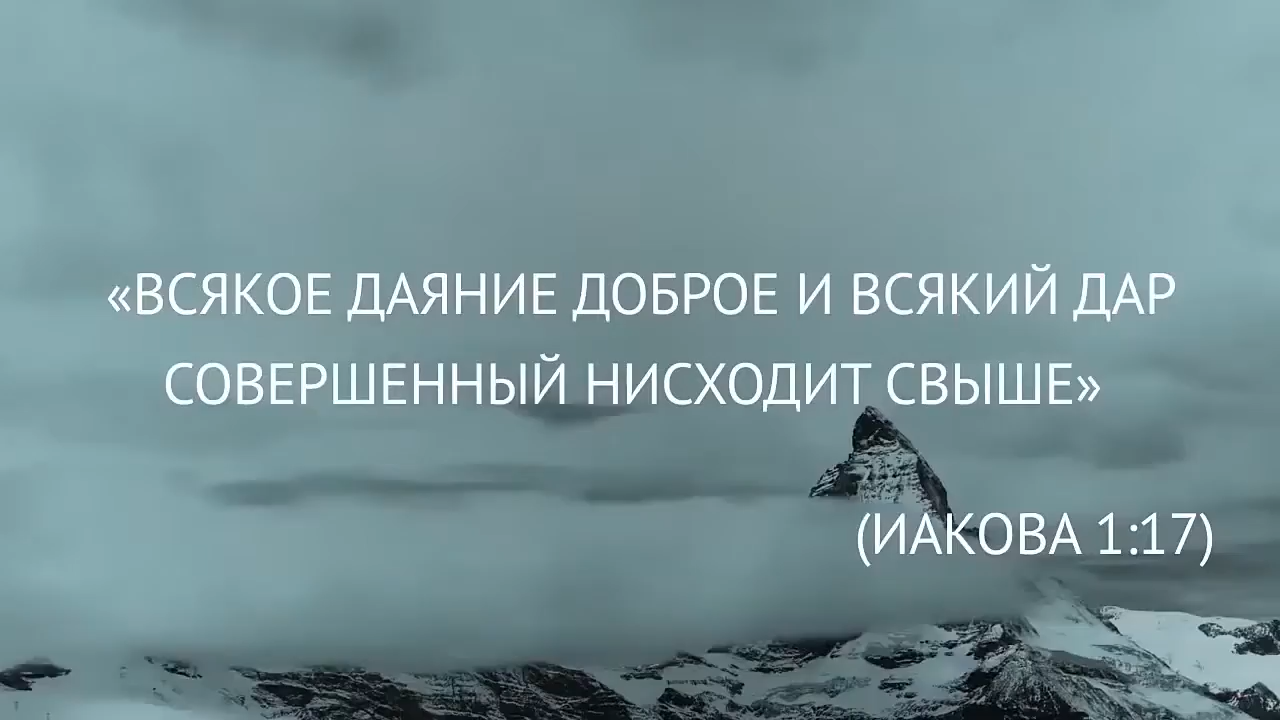 «ВСЯКОЕ ДАЯНИЕ ДОБРОЕ И ВСЯКИЙ ДАР
СОВЕРШЕННЫЙ НИСХОДИТ СВЫШЕ»
(ИАКОВА 1:17)